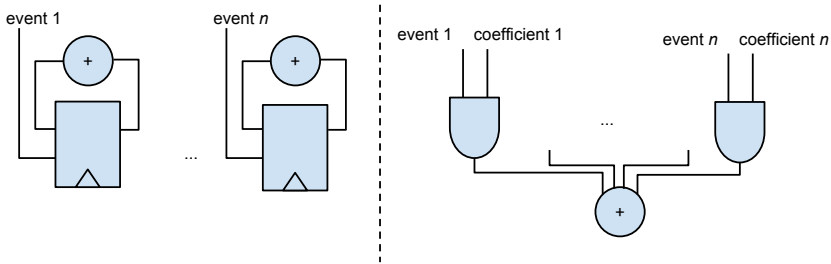 event 1
event n
+
+
...
event 1
coefficient 1
event n
coefficient n
...
+